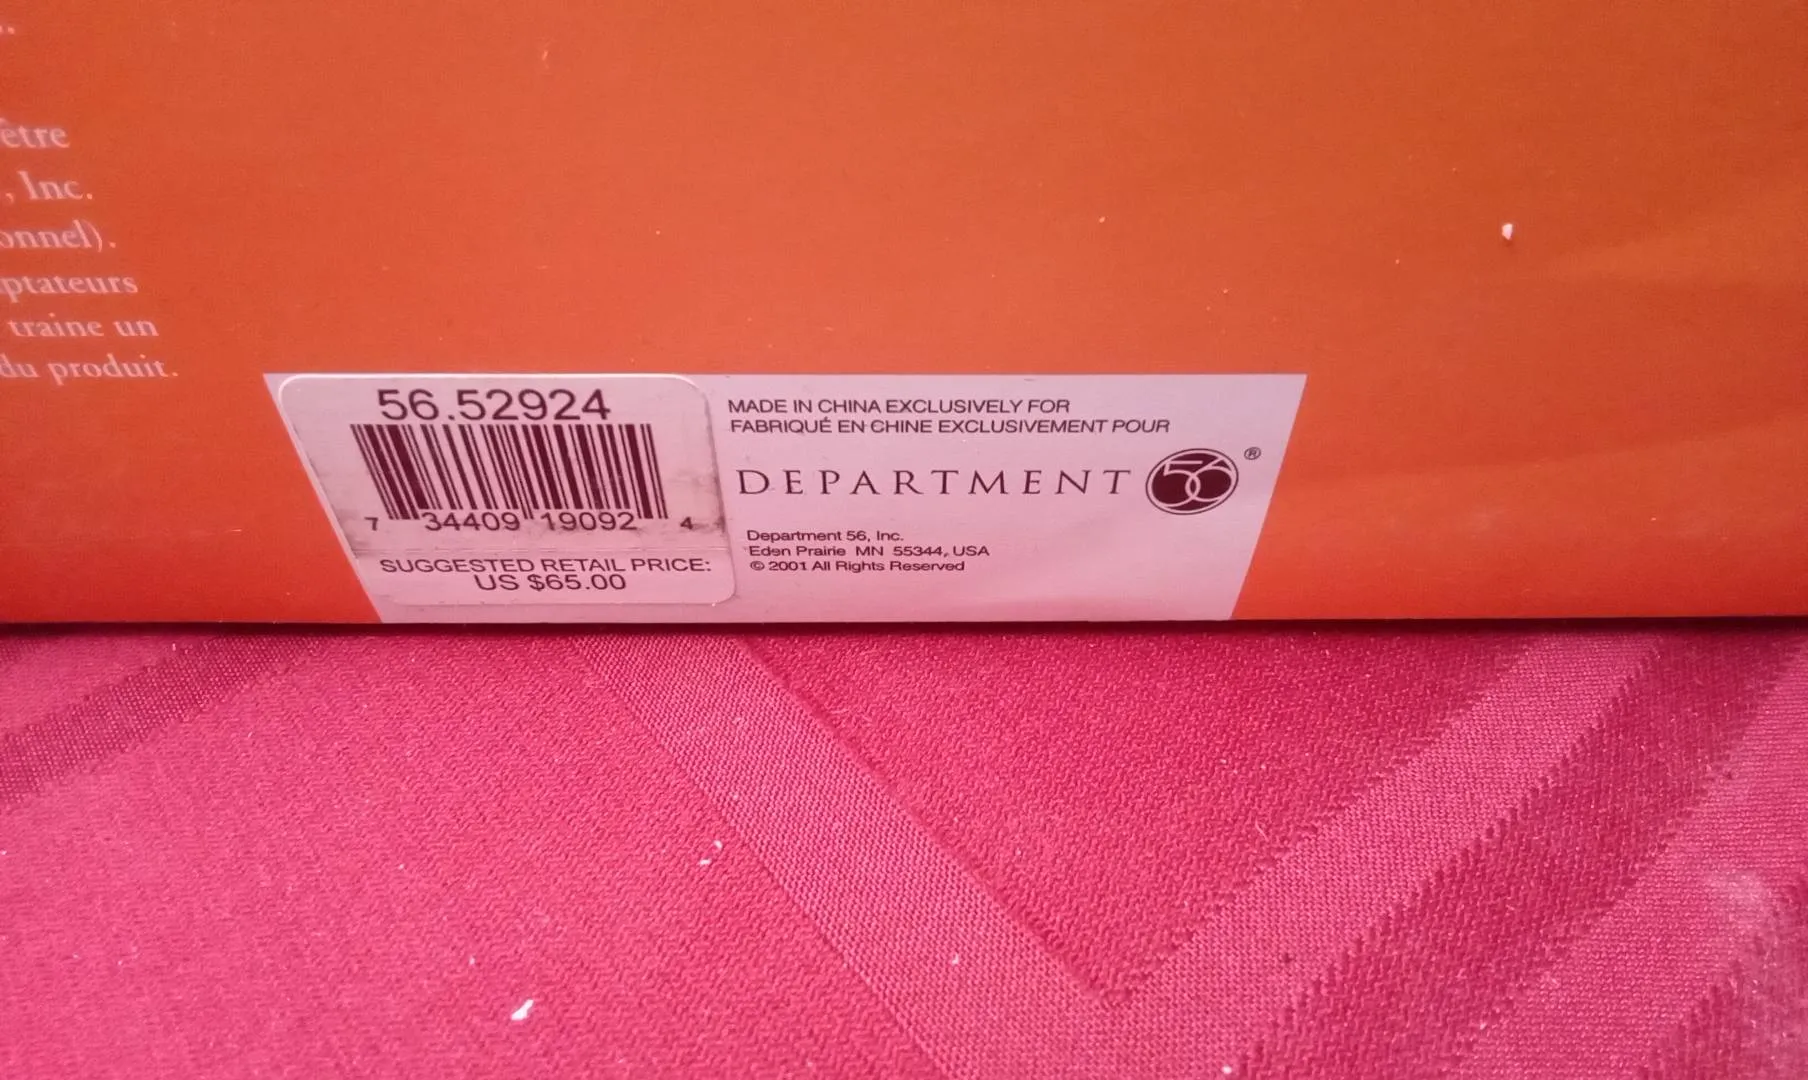 être
, Inc.
onnel).
ptateurs
traine un
du produit.
56.52924
7 34409 19092 4
SUGGESTED RETAIL PRICE:
US $65.00
MADE IN CHINA EXCLUSIVELY FOR
FABRIQUÉ EN CHINE EXCLUSIVEMENT POUR
DEPARTMENT 56®
Department 56, Inc.
Eden Prairie MN 55344, USA
© 2001 All Rights Reserved